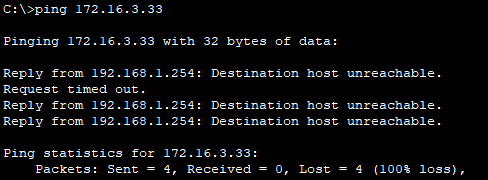 C:\>ping 172.16.3.33
Pinging 172.16.3.33 with 32 bytes of data:
Reply from 192.168.1.254: Destination host unreachable.
Request timed out.
Reply from 192.168.1.254: Destination host unreachable.
Reply from 192.168.1.254: Destination host unreachable.
Ping statistics for 172.16.3.33:
    Packets: Sent = 4, Received = 0, Lost = 4 (100% loss),